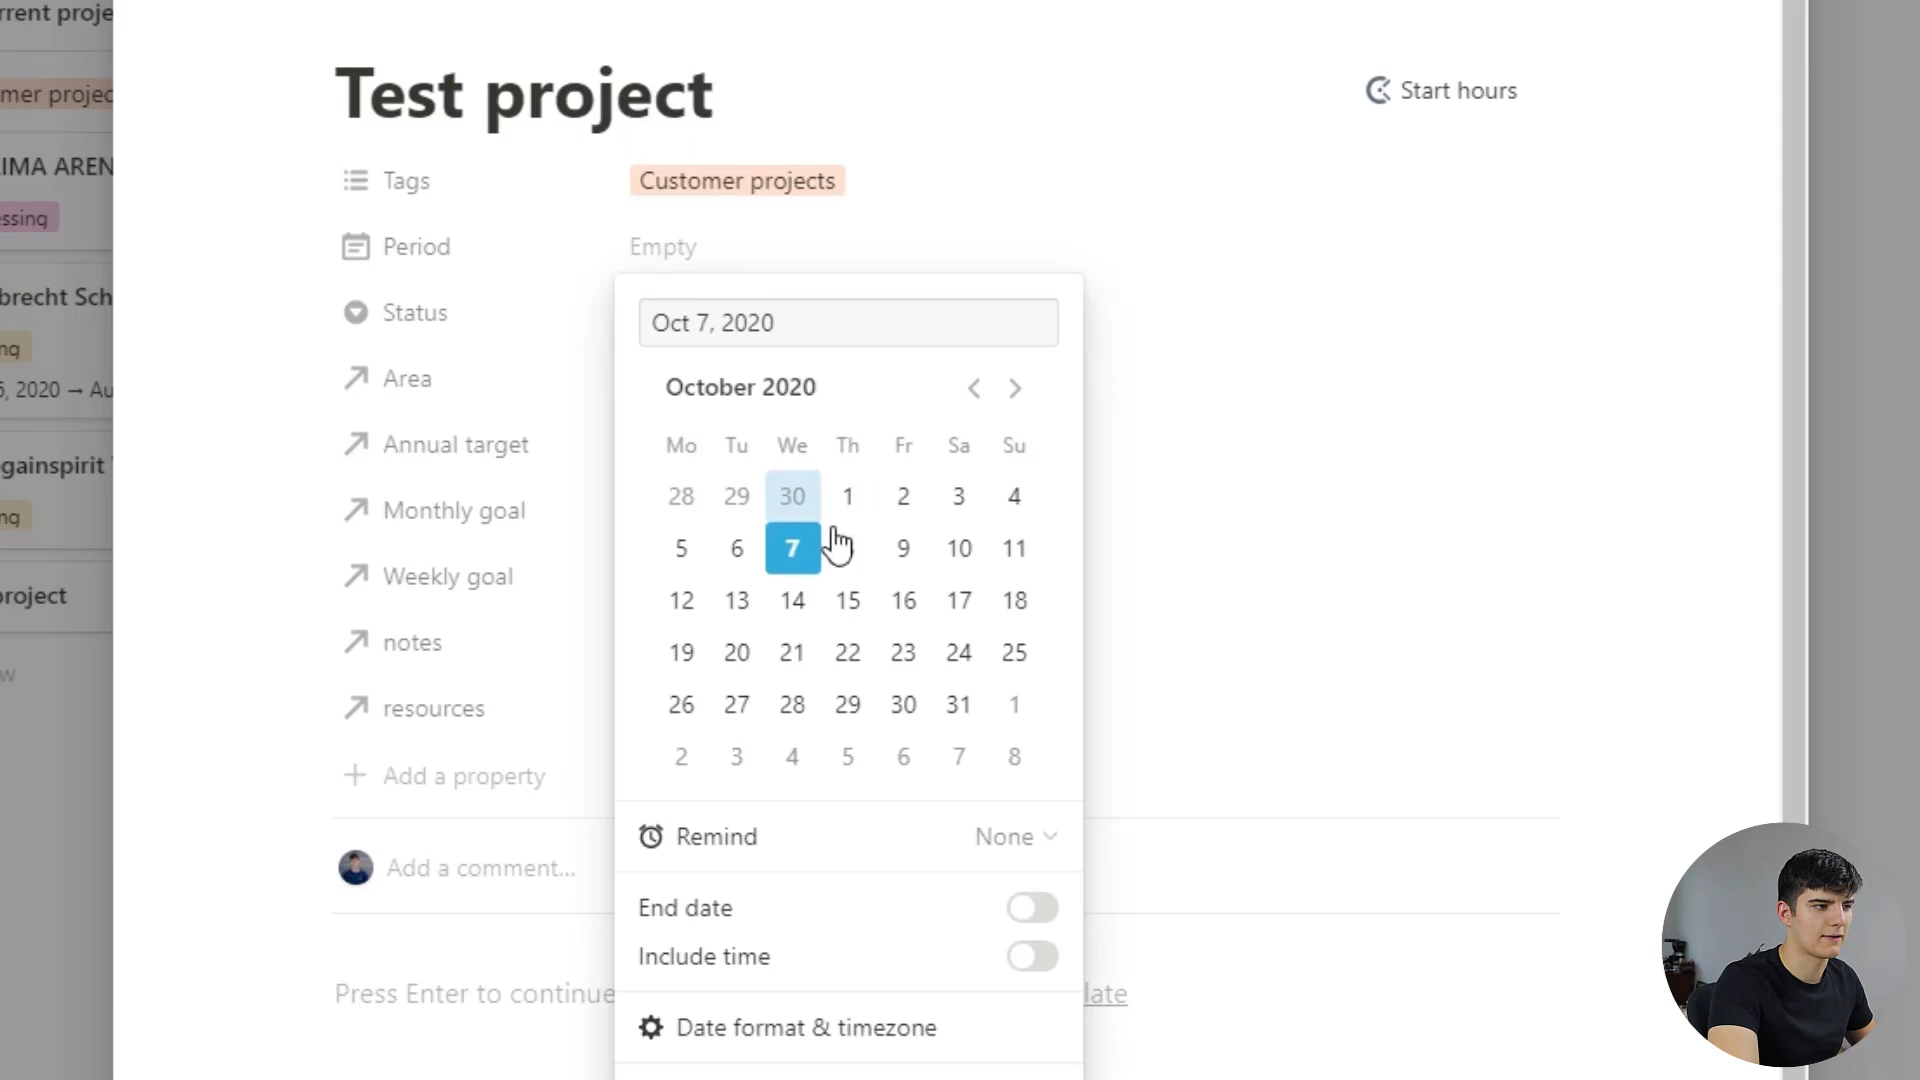 rrent proje
mer projec
IMA AREN
essing
brecht Sch
ng
5, 2020 → Au
gainspirit
ng
project
w
Test project
Start hours
Tags
Customer projects
Period
Empty
Status
Area
Annual target
Monthly goal
Weekly goal
notes
resources
Add a property
Add a comment...
Press Enter to continue
late
Oct 7, 2020
October 2020
Mo Tu We Th Fr Sa Su
28 29 30 1 2 3 4
5 6 7 9 10 11
12 13 14 15 16 17 18
19 20 21 22 23 24 25
26 27 28 29 30 31 1
2 3 4 5 6 7 8
Remind
None
End date
Include time
Date format & timezone